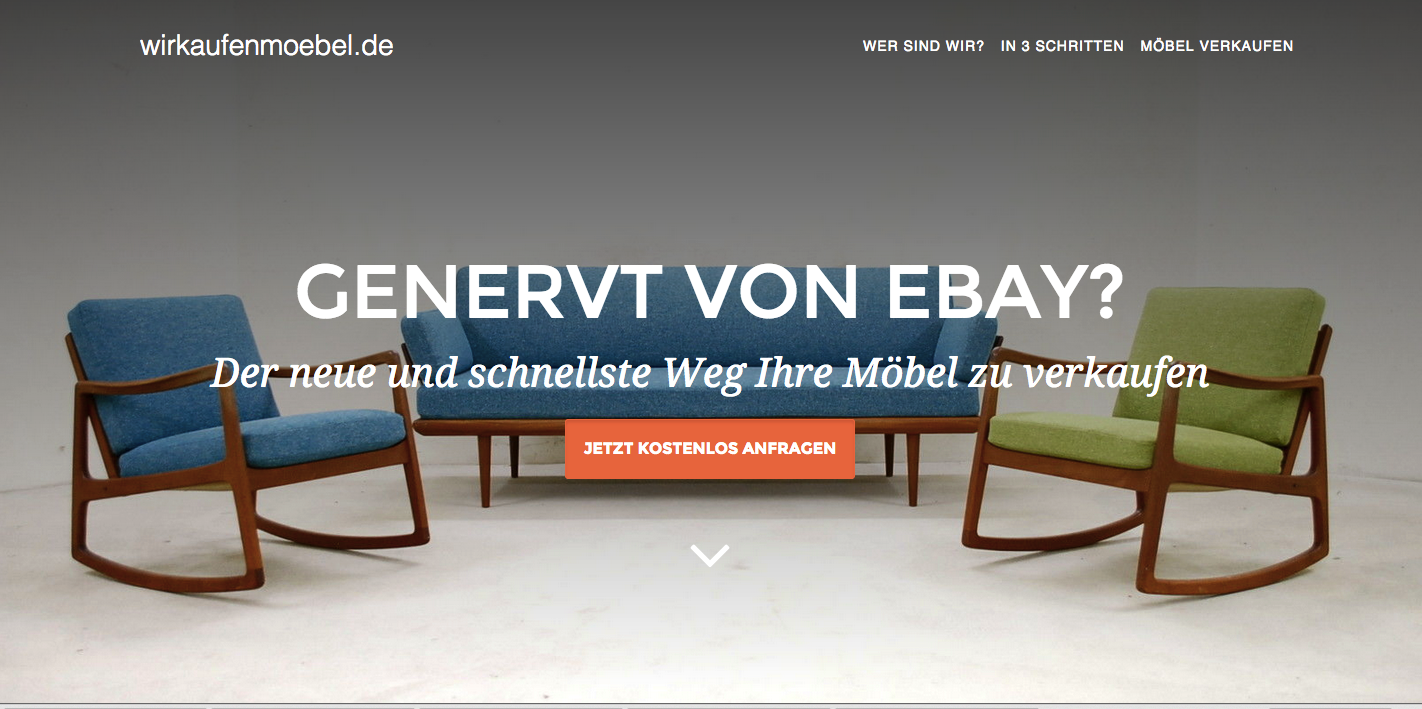 wirkaufenmoebel.de
WER SIND WIR? IN 3 SCHRITTEN MÖBEL VERKAUFEN
GENERVT VON EBAY?
Der neue und schnellste Weg Ihre Möbel zu verkaufen
JETZT KOSTENLOS ANFRAGEN